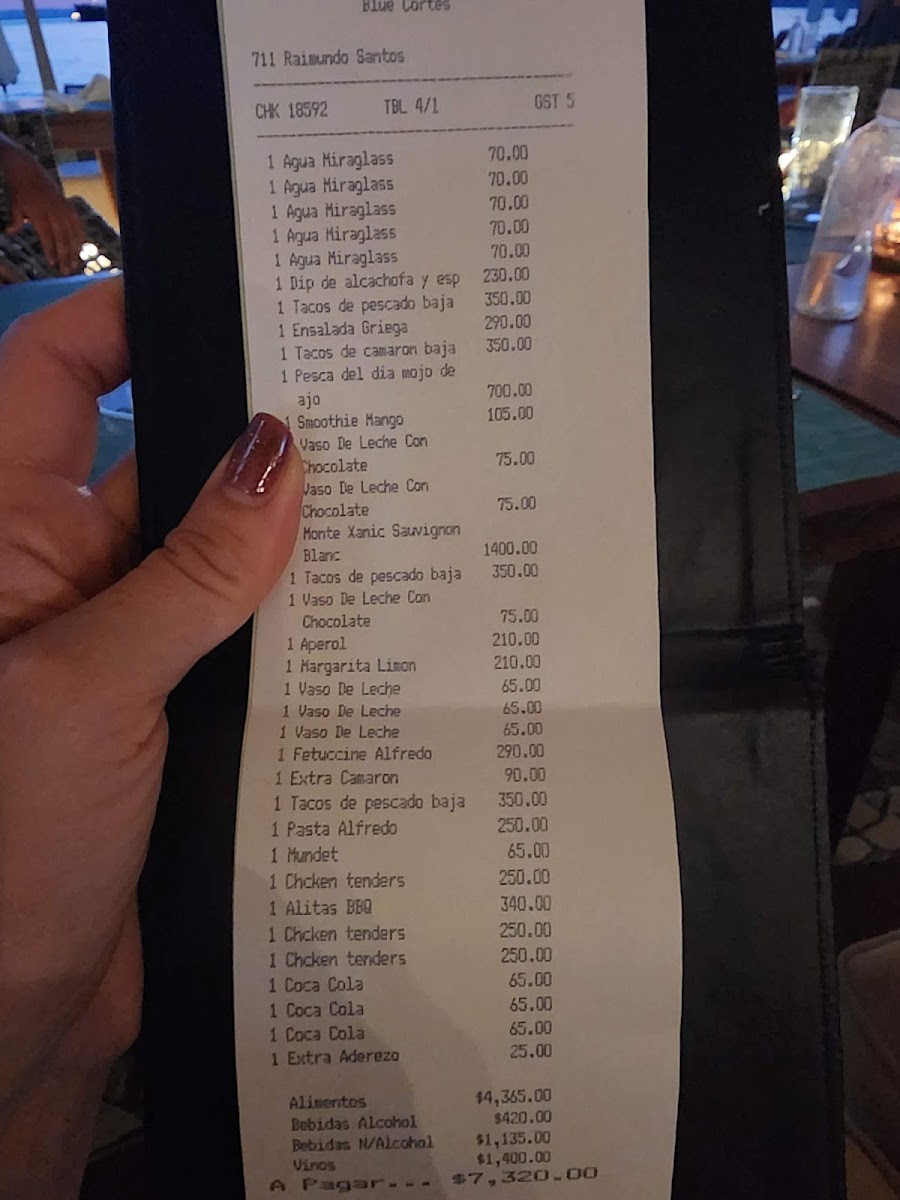 Blue Cortes
711 Raimundo Santos
CHK 18592 TBL 4/1 GST 5
1 Agua Miraglass 70.00
1 Agua Miraglass 70.00
1 Agua Miraglass 70.00
1 Agua Miraglass 70.00
1 Agua Miraglass 70.00
1 Dip de alcachofa y esp 230.00
1 Tacos de pescado baja 350.00
1 Ensalada Griega 290.00
1 Tacos de camaron baja 350.00
1 Pesca del dia mojo de
ajo 700.00
1 Smoothie Mango 105.00
Vaso De Leche Con
Chocolate 75.00
Vaso De Leche Con
Chocolate 75.00
Monte Xanic Sauvignon
Blanc 1400.00
1 Tacos de pescado baja 350.00
1 Vaso De Leche Con
Chocolate 75.00
1 Aperol 210.00
1 Margarita Limon 210.00
1 Vaso De Leche 65.00
1 Vaso De Leche 65.00
1 Vaso De Leche 65.00
1 Fetuccine Alfredo 290.00
1 Extra Camaron 90.00
1 Tacos de pescado baja 350.00
1 Pasta Alfredo 250.00
1 Mundet 65.00
1 Chcken tenders 250.00
1 Alitas BBQ 340.00
1 Chcken tenders 250.00
1 Chcken tenders 250.00
1 Coca Cola 65.00
1 Coca Cola 65.00
1 Coca Cola 65.00
1 Extra Aderezo 25.00
Alimentos $4,365.00
Bebidas Alcohol $420.00
Bebidas N/Alcohol $1,135.00
Vinos $1,400.00
A Pagar... $7,320.00